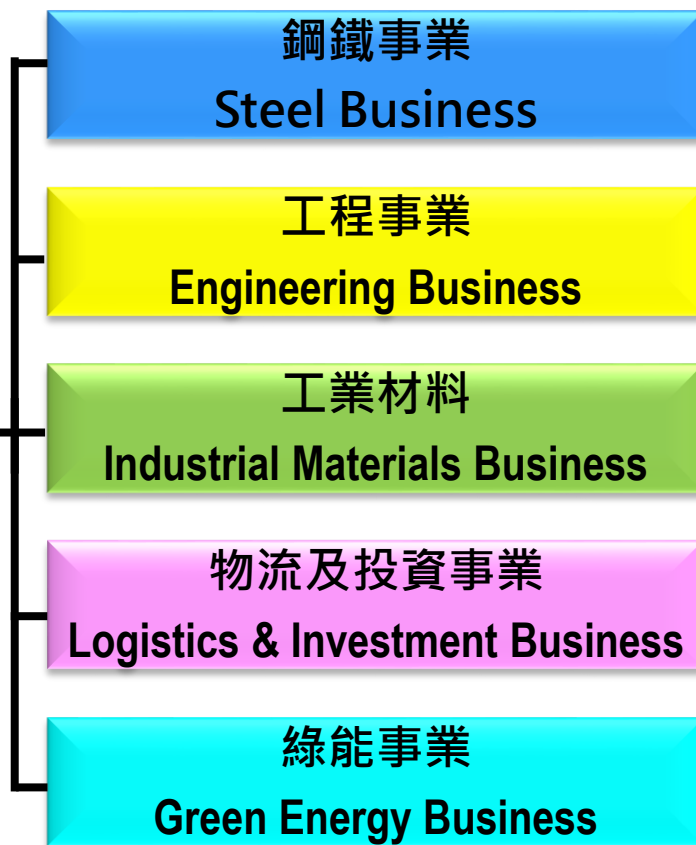 鋼鐵事業
Steel Business
工程事業
Engineering Business
工業材料
Industrial Materials Business
物流及投資事業
Logistics & Investment Business
綠能事業
Green Energy Business